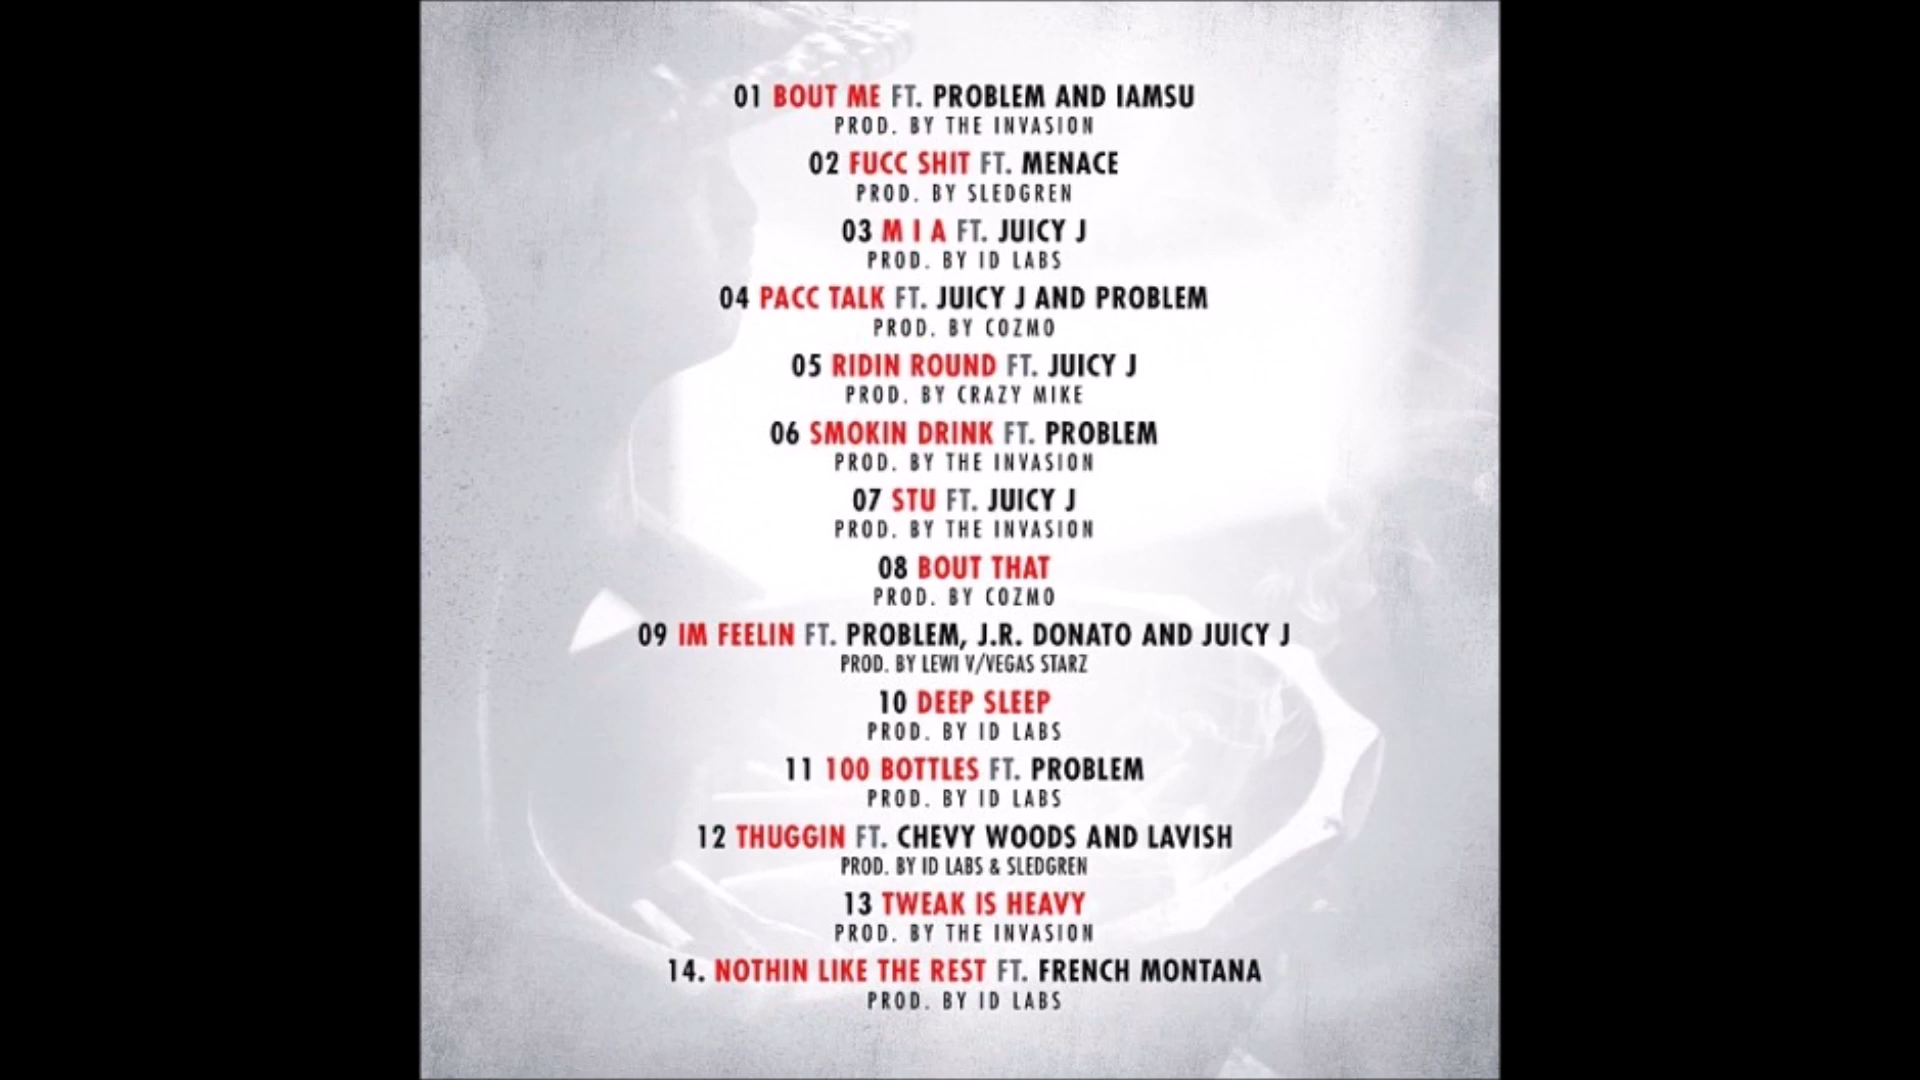 01 BOUT ME FT. PROBLEM AND IAMSU
PROD. BY THE INVASION
02 FUCC SHIT FT. MENACE
PROD. BY SLEDGREN
03 M I A FT. JUICY J
PROD. BY ID LABS
04 PACC TALK FT. JUICY J AND PROBLEM
PROD. BY COZMO
05 RIDIN ROUND FT. JUICY J
PROD. BY CRAZY MIKE
06 SMOKIN DRINK FT. PROBLEM
PROD. BY THE INVASION
07 STU FT. JUICY J
PROD. BY THE INVASION
08 BOUT THAT
PROD. BY COZMO
09 IM FEELIN FT. PROBLEM, J.R. DONATO AND JUICY J
PROD. BY LEWI V/VEGAS STARZ
10 DEEP SLEEP
PROD. BY ID LABS
11 100 BOTTLES FT. PROBLEM
PROD. BY ID LABS
12 THUGGIN FT. CHEVY WOODS AND LAVISH
PROD. BY ID LABS & SLEDGREN
13 TWEAK IS HEAVY
PROD. BY THE INVASION
14. NOTHIN LIKE THE REST FT. FRENCH MONTANA
PROD. BY ID LABS